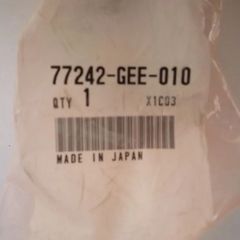 77242-GEE-010
QTY 1 X1C03
MADE IN JAPAN